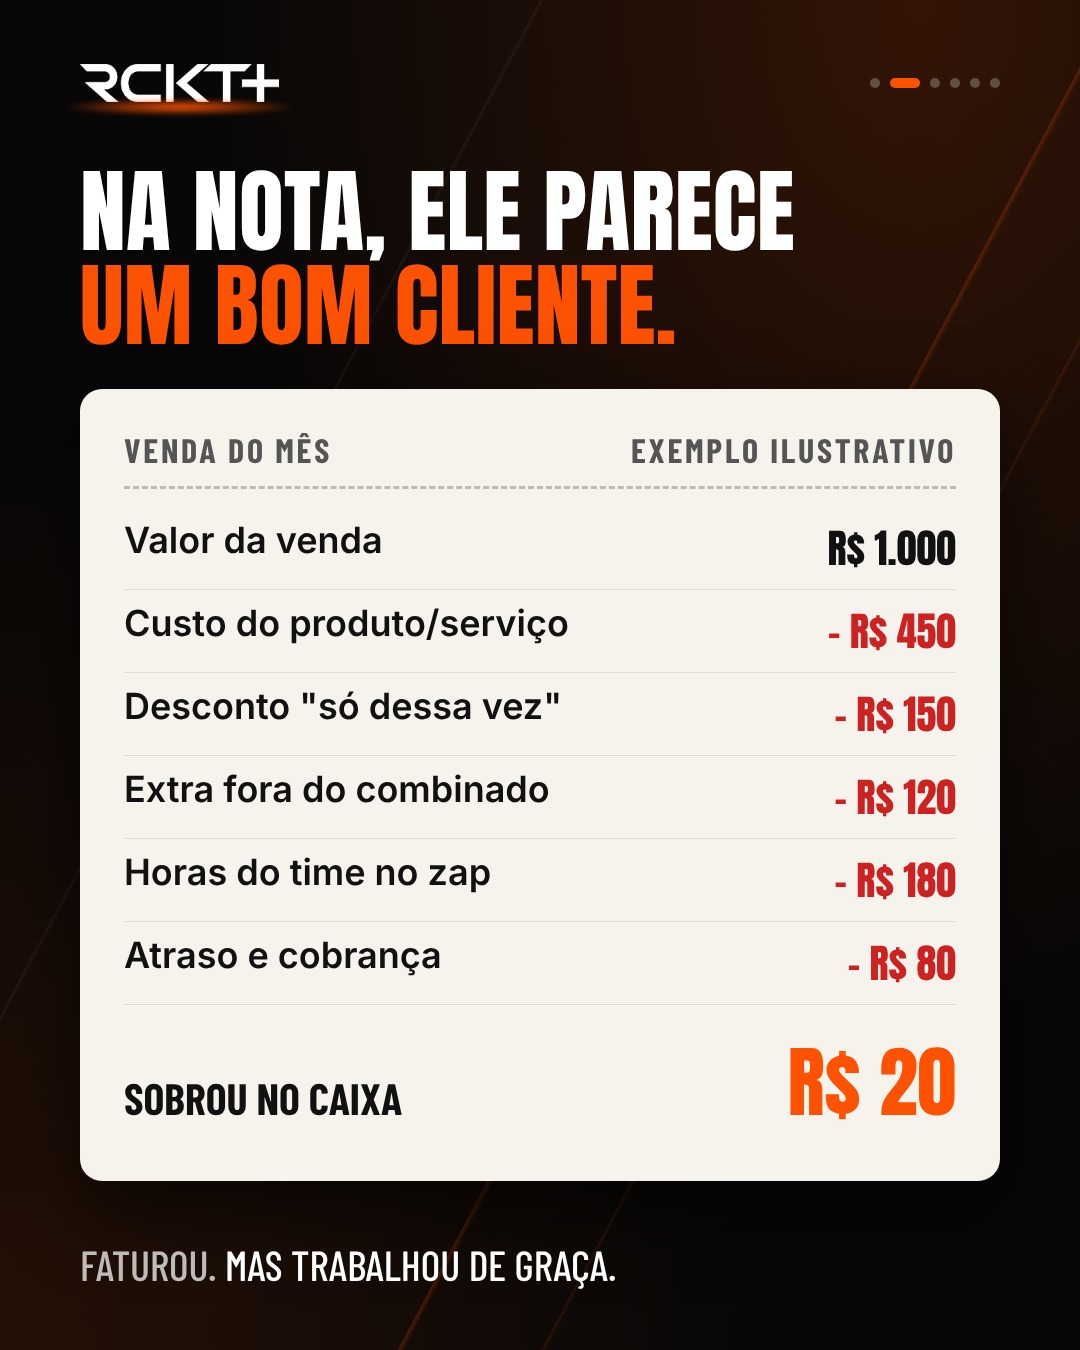 RCKT+
NA NOTA, ELE PARECE
UM BOM CLIENTE.
VENDA DO MÊS EXEMPLO ILUSTRATIVO
Valor da venda R$ 1.000
Custo do produto/serviço - R$ 450
Desconto "só dessa vez" - R$ 150
Extra fora do combinado - R$ 120
Horas do time no zap - R$ 180
Atraso e cobrança - R$ 80
SOBROU NO CAIXA R$ 20
FATUROU. MAS TRABALHOU DE GRAÇA.